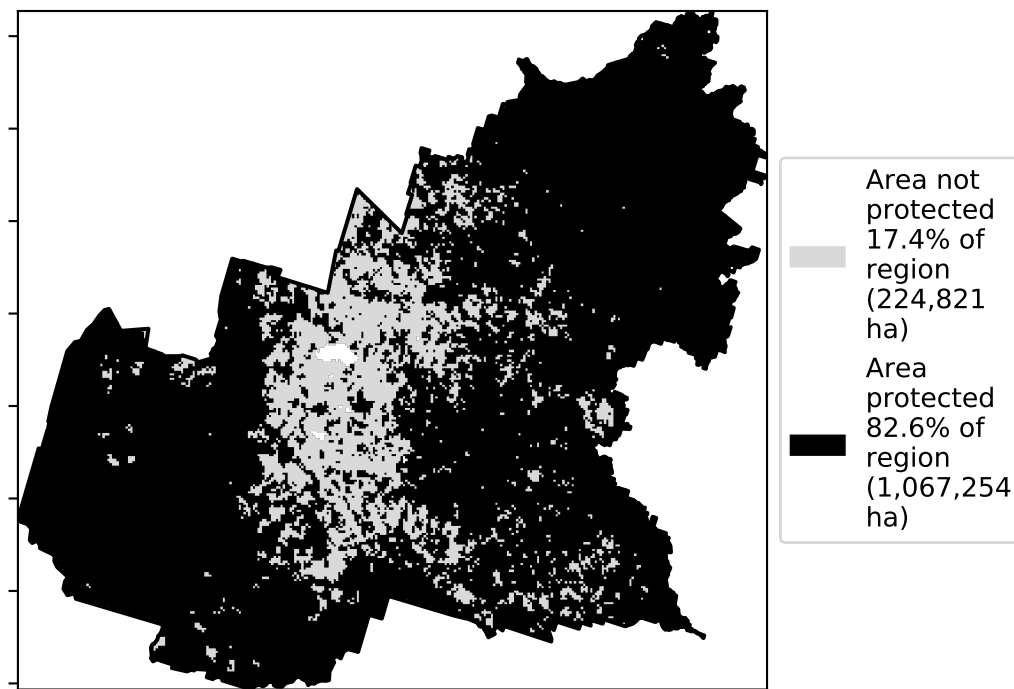 Area not
protected
17.4% of
region
(224,821
ha)
Area
protected
82.6% of
region
(1,067,254
ha)